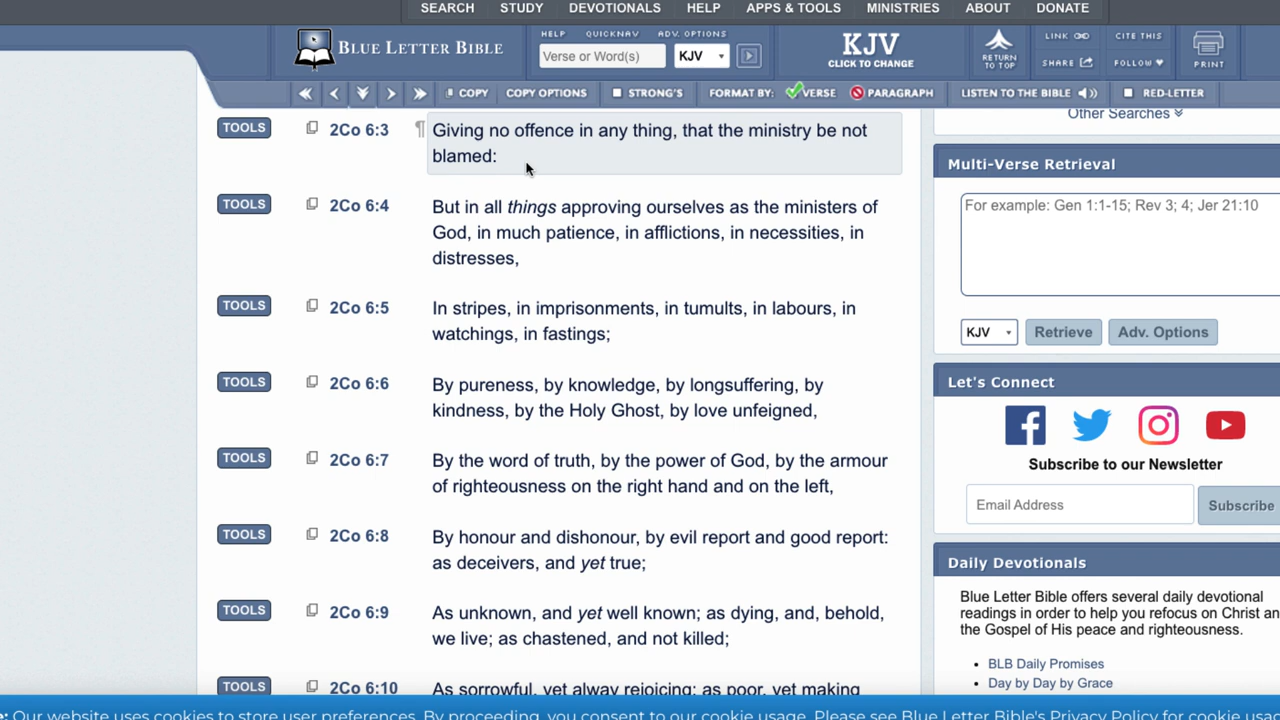 SEARCH STUDY DEVOTIONALS HELP APPS & TOOLS MINISTRIES ABOUT DONATE
BLUE LETTER BIBLE
HELP QUICKNAV ADV. OPTIONS
Verse or Word(s) KJV
KJV
CLICK TO CHANGE
RETURN
TO TOP
LINK
SHARE
CITE THIS
FOLLOW
PRINT
COPY COPY OPTIONS STRONG'S FORMAT BY: VERSE PARAGRAPH LISTEN TO THE BIBLE RED-LETTER
TOOLS 2Co 6:3 ¶ Giving no offence in any thing, that the ministry be not
blamed:
TOOLS 2Co 6:4 But in all things approving ourselves as the ministers of
God, in much patience, in afflictions, in necessities, in
distresses,
TOOLS 2Co 6:5 In stripes, in imprisonments, in tumults, in labours, in
watchings, in fastings;
TOOLS 2Co 6:6 By pureness, by knowledge, by longsuffering, by
kindness, by the Holy Ghost, by love unfeigned,
TOOLS 2Co 6:7 By the word of truth, by the power of God, by the armour
of righteousness on the right hand and on the left,
TOOLS 2Co 6:8 By honour and dishonour, by evil report and good report:
as deceivers, and yet true;
TOOLS 2Co 6:9 As unknown, and yet well known; as dying, and, behold,
we live; as chastened, and not killed;
TOOLS 2Co 6:10 As sorrowful, yet alway rejoicing; as poor, yet making
Other Searches
Multi-Verse Retrieval
For example: Gen 1:1-15; Rev 3; 4; Jer 21:10
KJV Retrieve Adv. Options
Let's Connect
Subscribe to our Newsletter
Email Address Subscribe
Daily Devotionals
Blue Letter Bible offers several daily devotional
readings in order to help you refocus on Christ an
the Gospel of His peace and righteousness.
• BLB Daily Promises
• Day by Day by Grace
e: Our website uses cookies to store user preferences. By proceeding, you consent to our cookie usage. Please see Blue Letter Bible's Privacy Policy for cookie usag